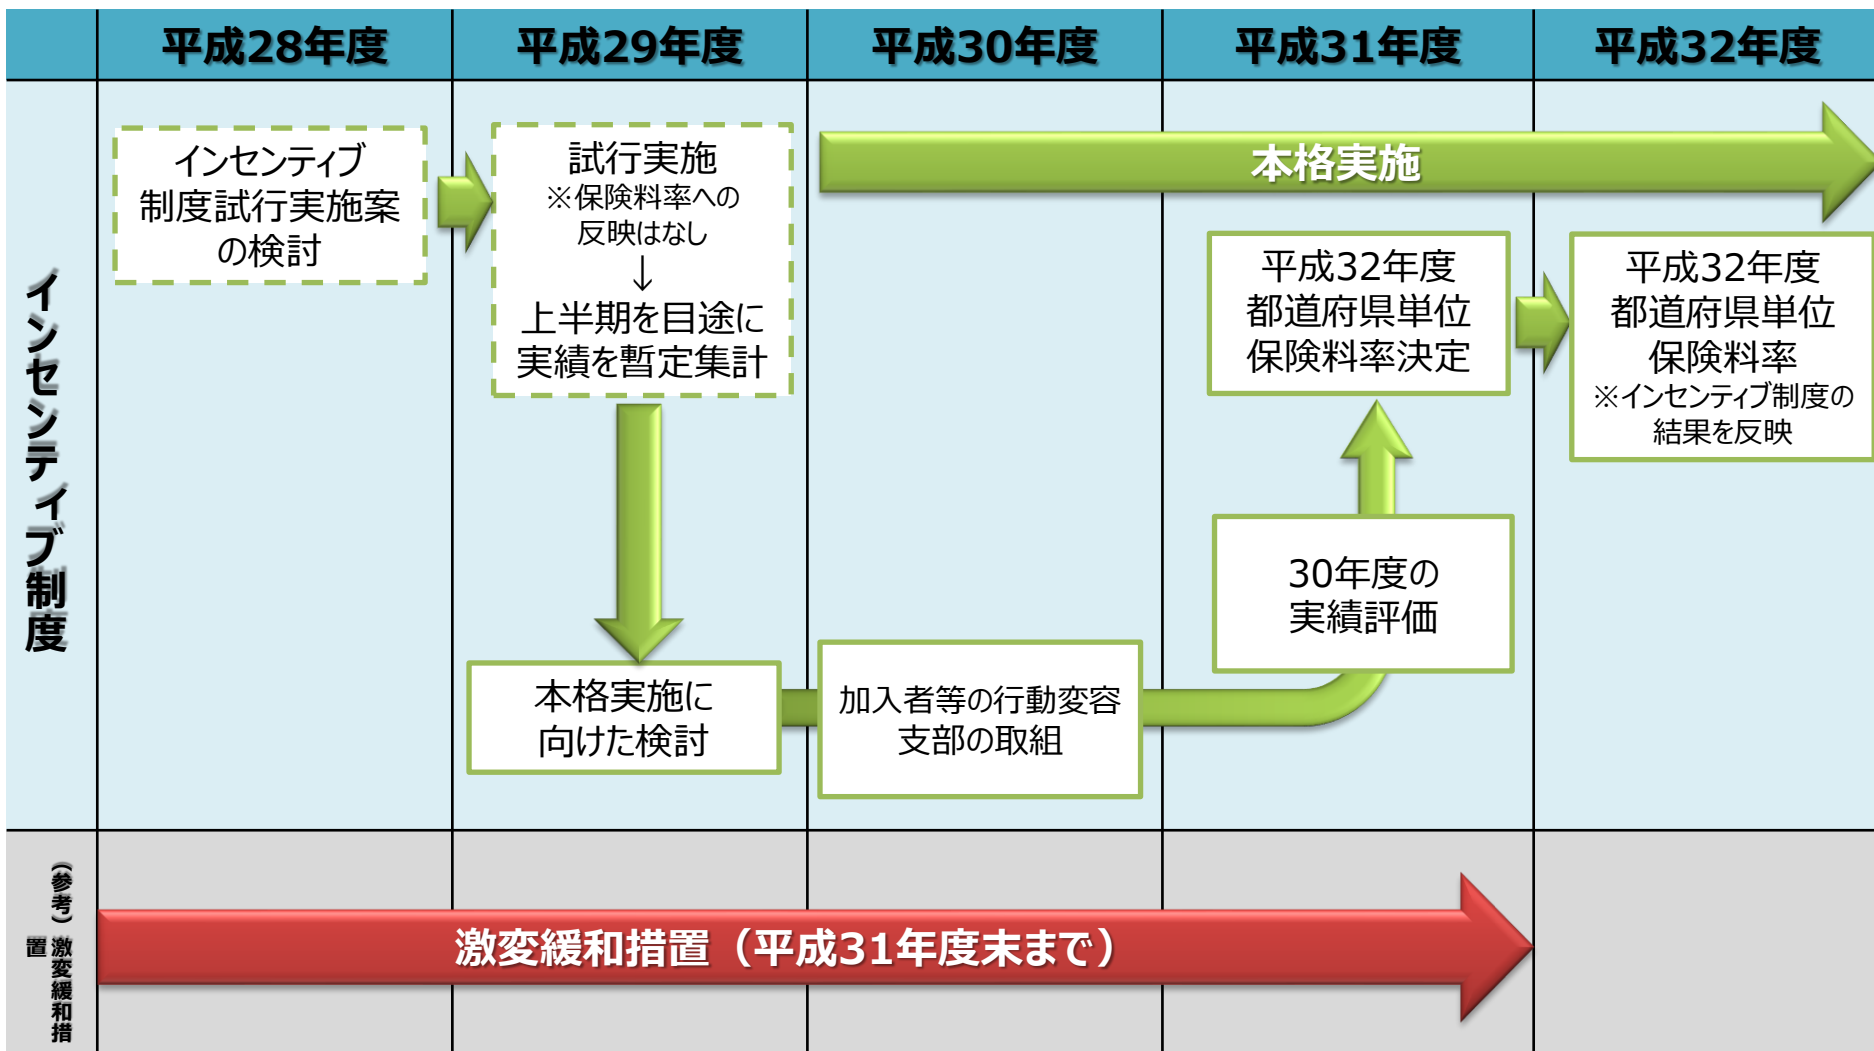 平成28年度
平成29年度
平成30年度
平成31年度
平成32年度
インセンティブ制度
インセンティブ
制度試行実施案
の検討
試行実施
※保険料率への
反映はなし
↓
上半期を目途に
実績を暫定集計
本格実施に
向けた検討
本格実施
加入者等の行動変容
支部の取組
30年度の
実績評価
平成32年度
都道府県単位
保険料率決定
平成32年度
都道府県単位
保険料率
※インセンティブ制度の
結果を反映
（参考）激変緩和措
置
激変緩和措置（平成31年度末まで）